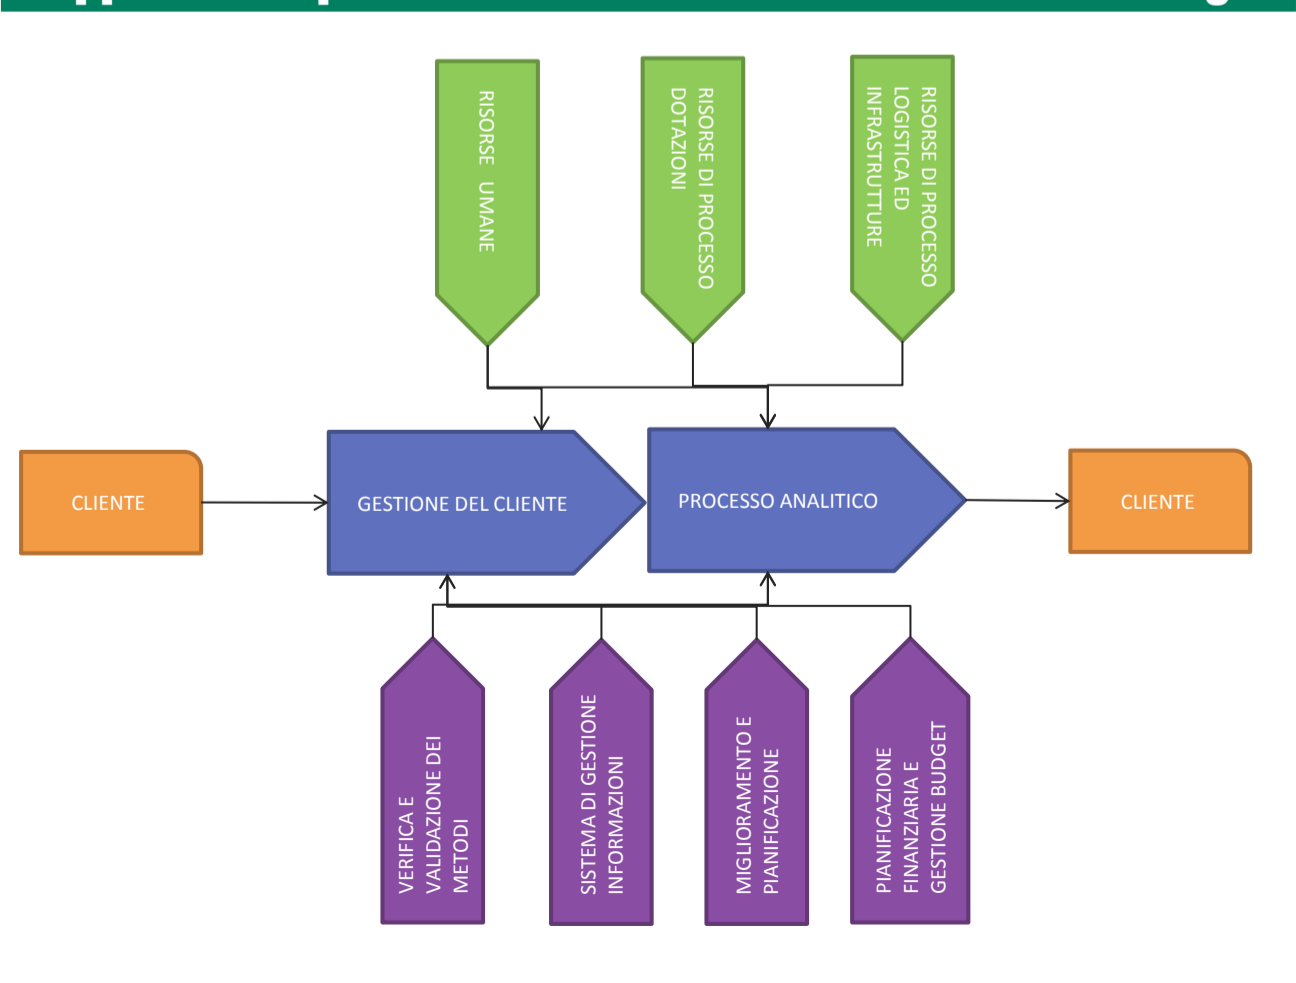 RISORSE UMANE
RISORSE DI PROCESSO
DOTAZIONI
RISORSE DI PROCESSO
LOGISTICA ED
INFRASTRUTTURE
CLIENTE
GESTIONE DEL CLIENTE
PROCESSO ANALITICO
CLIENTE
VERIFICA E
VALIDAZIONE DEI
METODI
SISTEMA DI GESTIONE
INFORMAZIONI
MIGLIORAMENTO E
PIANIFICAZIONE
PIANIFICAZIONE
FINANZIARIA E
GESTIONE BUDGET